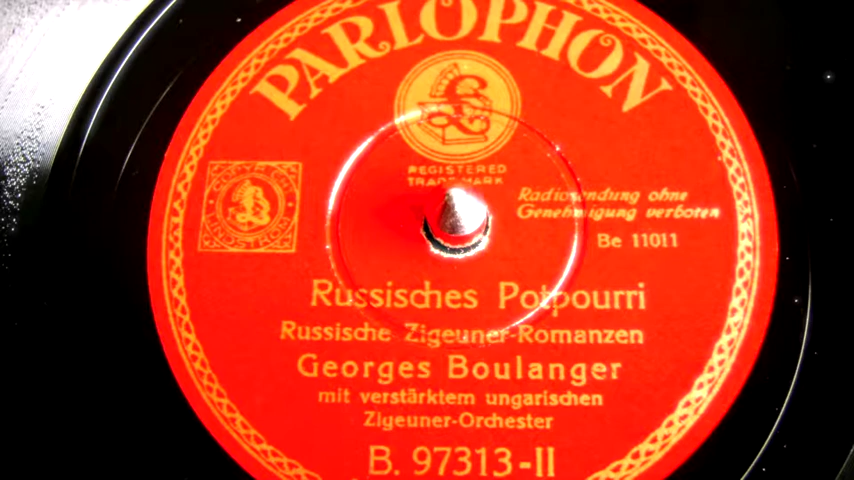 PARLOPHON
REGISTERED
TRADE MARK
LINDSTRÖM
Radiosendung ohne
Genehmigung verboten
Be 11011
Russisches Potpourri
Russische Zigeuner-Romanzen
Georges Boulanger
mit verstärktem ungarischen
Zigeuner-Orchester
B. 97313-II